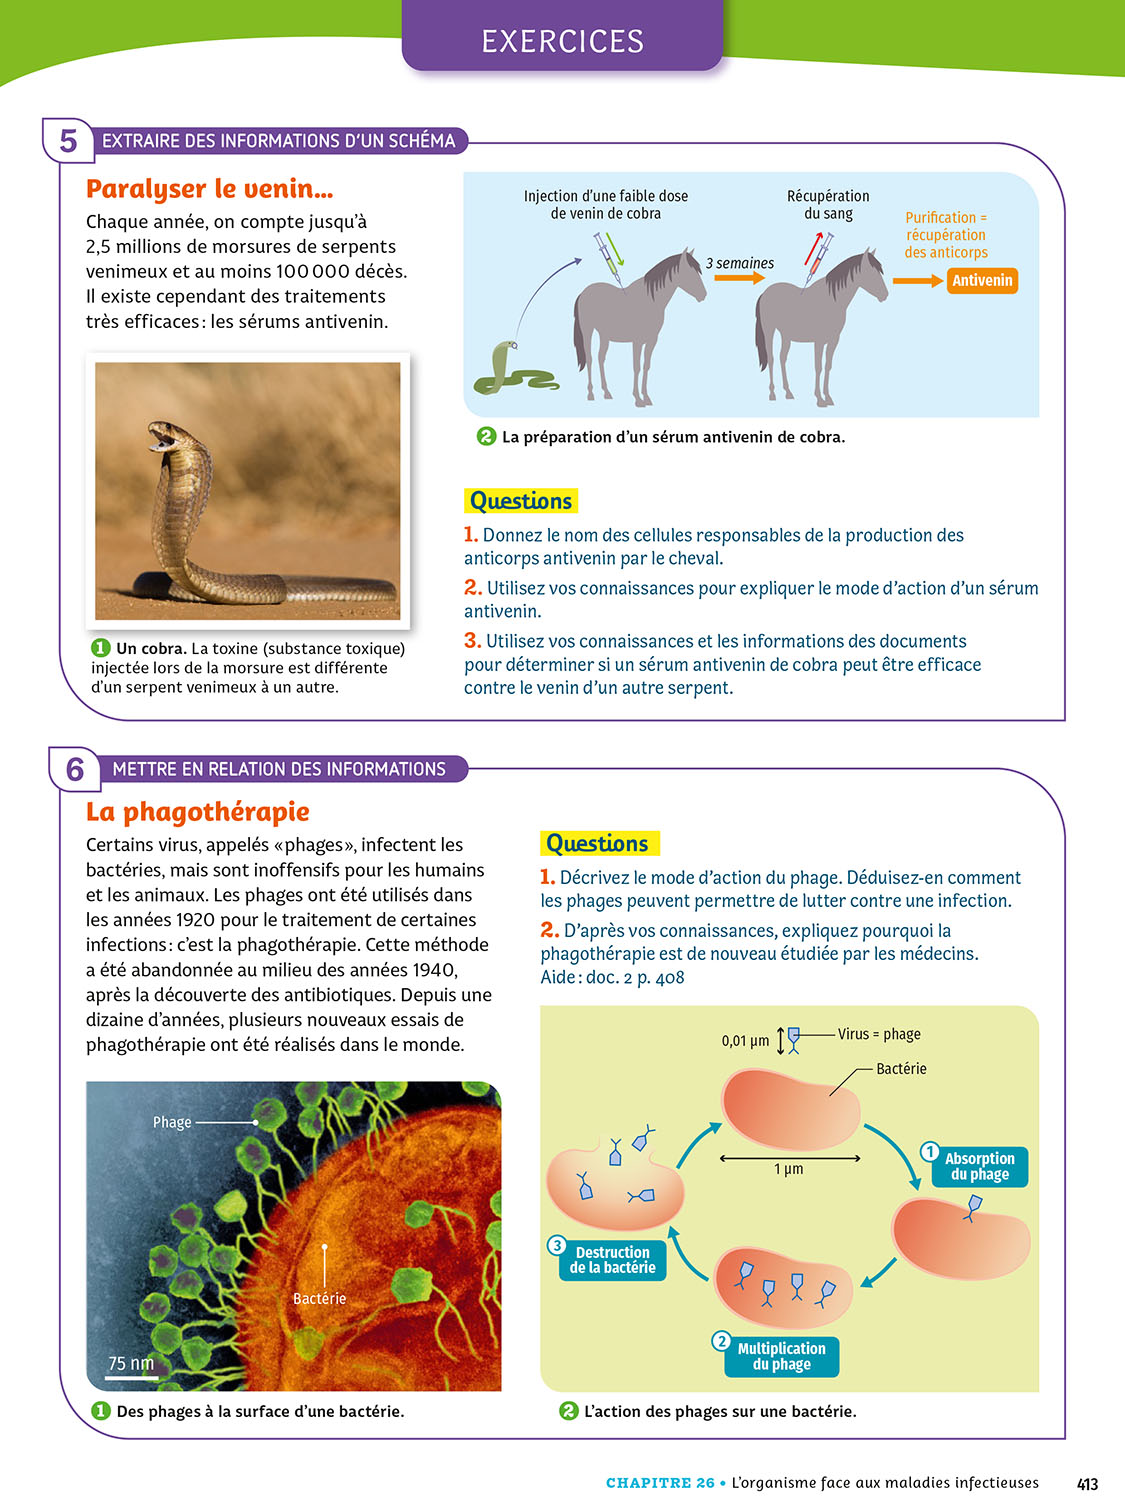 EXERCICES
5
EXTRAIRE DES INFORMATIONS D'UN SCHÉMA
Paralyser le venin...
Chaque année, on compte jusqu'à
2,5 millions de morsures de serpents
venimeux et au moins 100 000 décès.
Il existe cependant des traitements
très efficaces : les sérums antivenin.
1 Un cobra. La toxine (substance toxique)
injectée lors de la morsure est différente
d'un serpent venimeux à un autre.
Injection d'une faible dose
de venin de cobra
3 semaines
Récupération
du sang
Purification =
récupération
des anticorps
Antivenin
2 La préparation d'un sérum antivenin de cobra.
Questions
1. Donnez le nom des cellules responsables de la production des
anticorps antivenin par le cheval.
2. Utilisez vos connaissances pour expliquer le mode d'action d'un sérum
antivenin.
3. Utilisez vos connaissances et les informations des documents
pour déterminer si un sérum antivenin de cobra peut être efficace
contre le venin d'un autre serpent.
6
METTRE EN RELATION DES INFORMATIONS
La phagothérapie
Certains virus, appelés « phages », infectent les
bactéries, mais sont inoffensifs pour les humains
et les animaux. Les phages ont été utilisés dans
les années 1920 pour le traitement de certaines
infections : c'est la phagothérapie. Cette méthode
a été abandonnée au milieu des années 1940,
après la découverte des antibiotiques. Depuis une
dizaine d'années, plusieurs nouveaux essais de
phagothérapie ont été réalisés dans le monde.
Phage
Bactérie
75 nm
1 Des phages à la surface d'une bactérie.
Questions
1. Décrivez le mode d'action du phage. Déduisez-en comment
les phages peuvent permettre de lutter contre une infection.
2. D'après vos connaissances, expliquez pourquoi la
phagothérapie est de nouveau étudiée par les médecins.
Aide : doc. 2 p. 408
0,01 µm
Virus = phage
Bactérie
1 µm
1 Absorption
du phage
2 Multiplication
du phage
3 Destruction
de la bactérie
2 L'action des phages sur une bactérie.
CHAPITRE 26 • L'organisme face aux maladies infectieuses
413